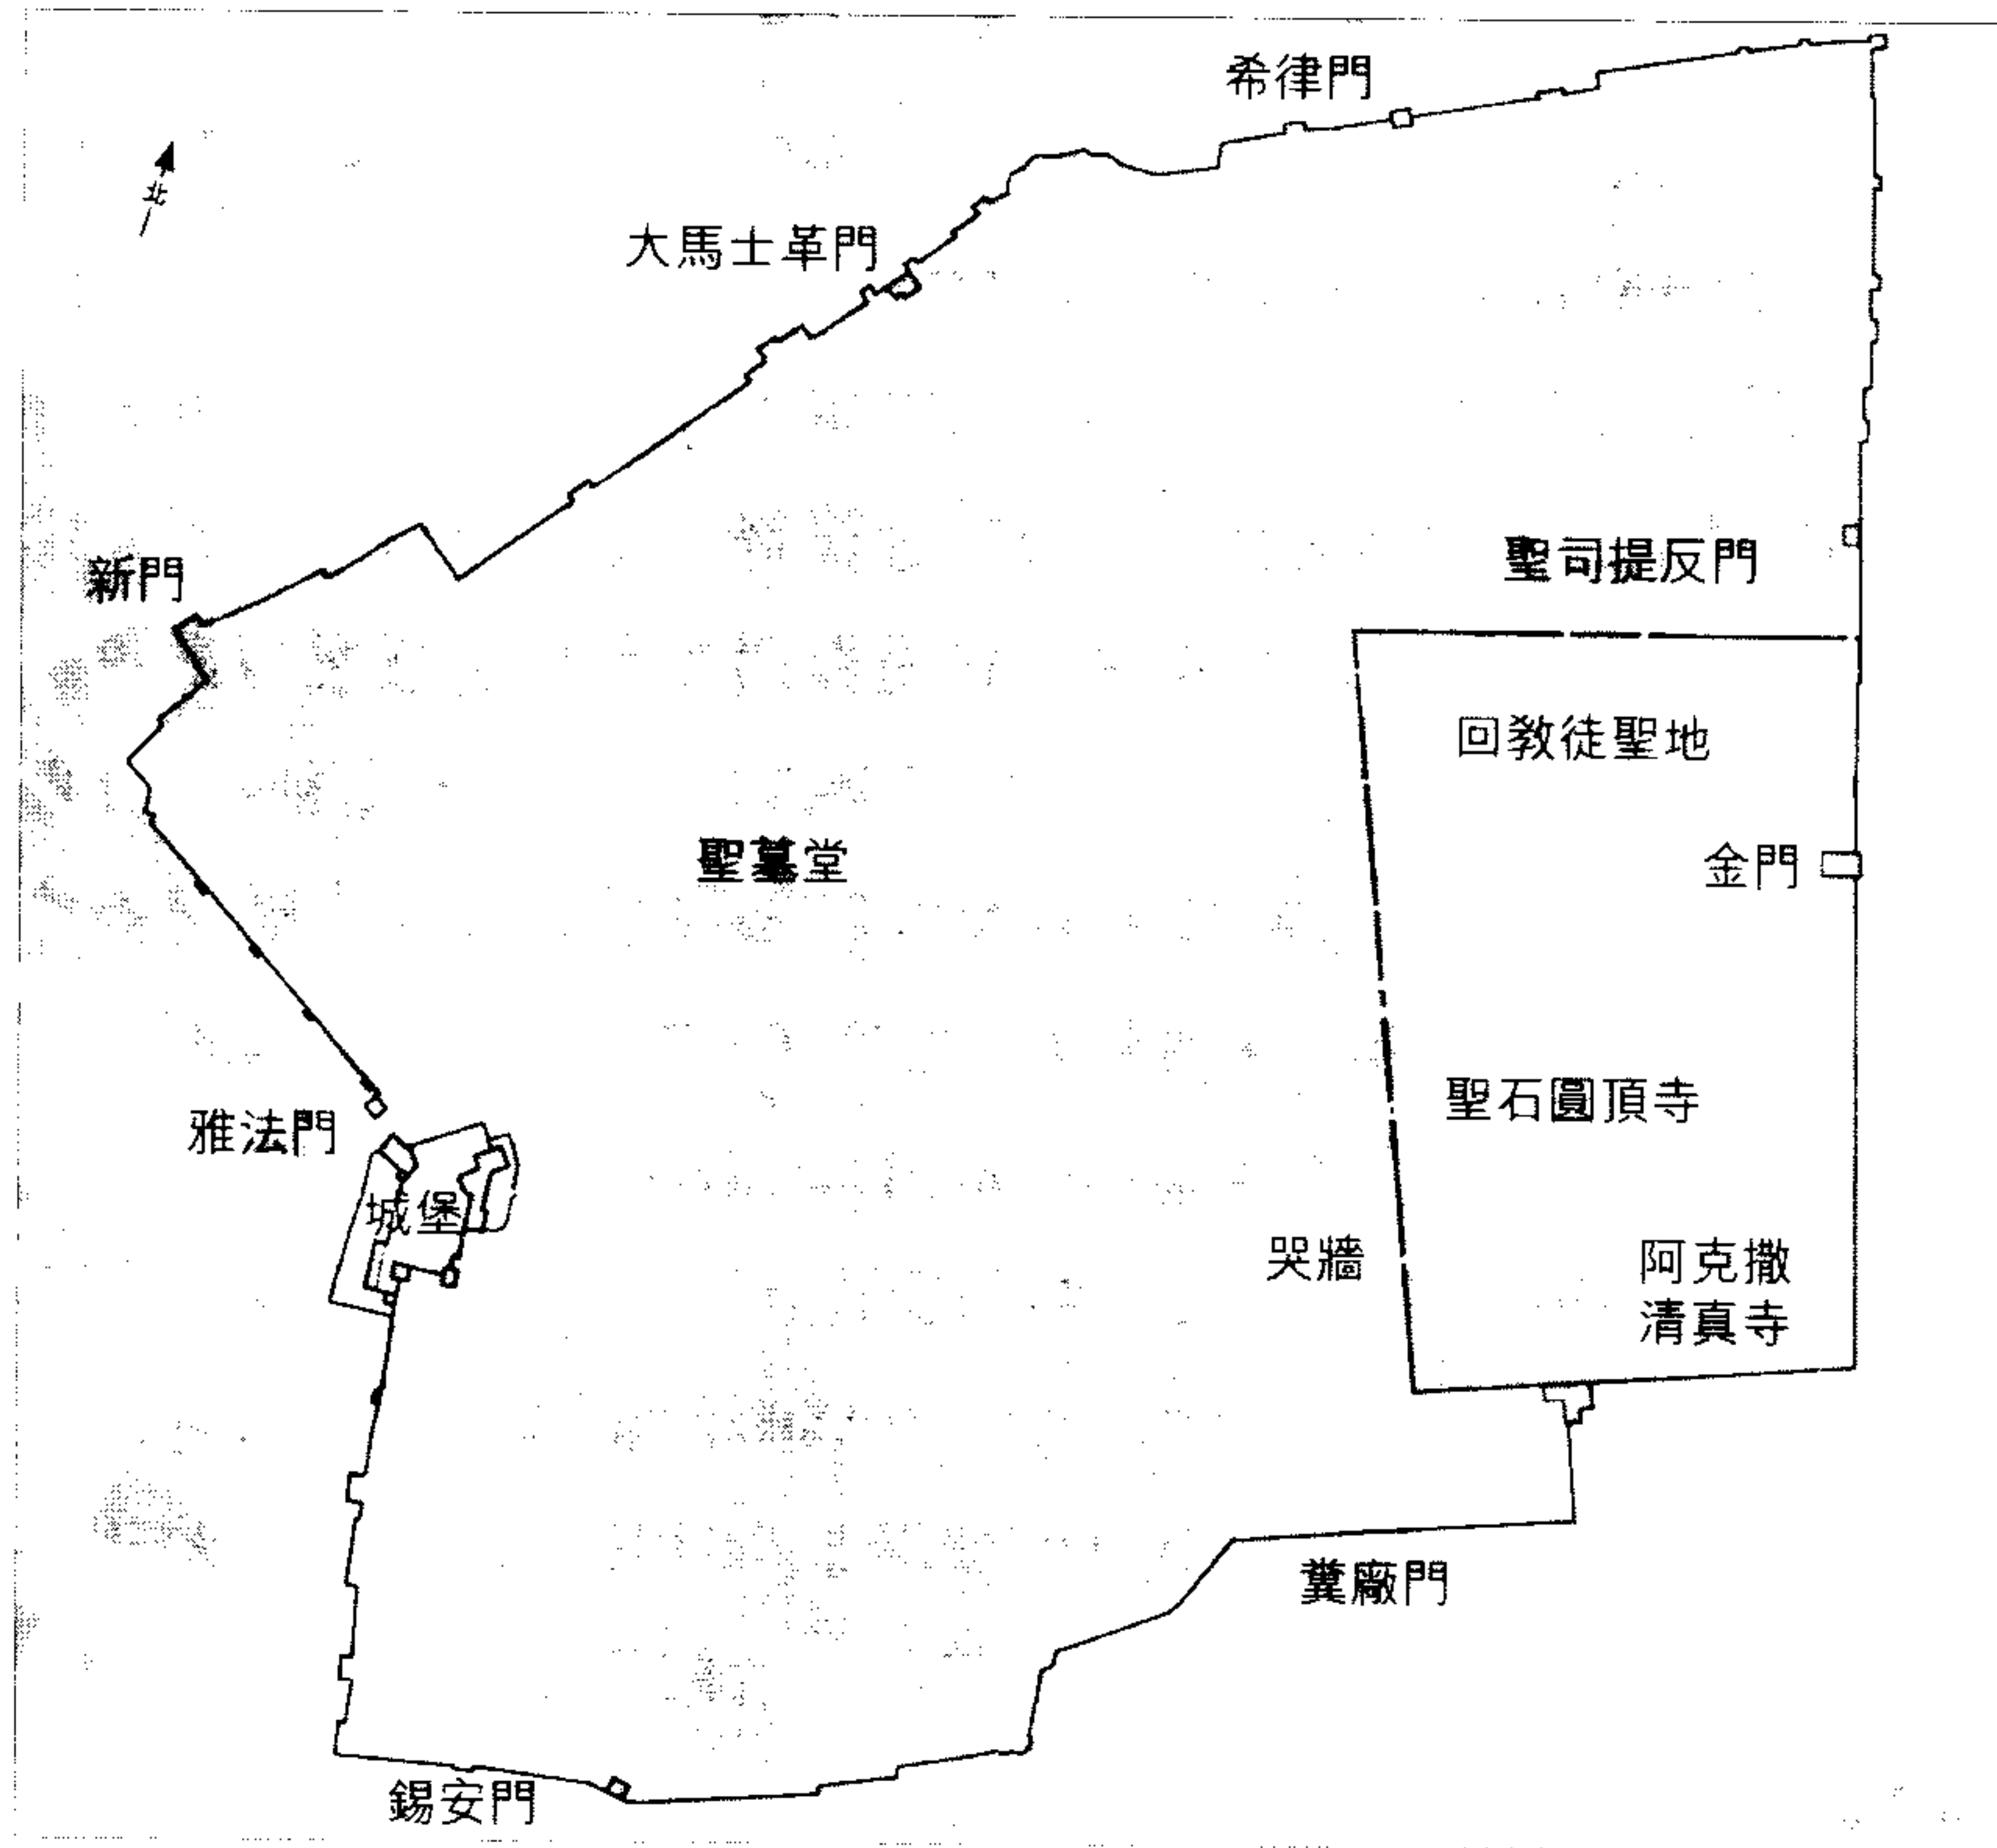 希律門
北
大馬士革門
聖司提反門
新門
回教徒聖地
聖墓堂
金門
聖石圓頂寺
雅法門
城堡
哭牆
阿克撒
清真寺
糞廠門
錫安門